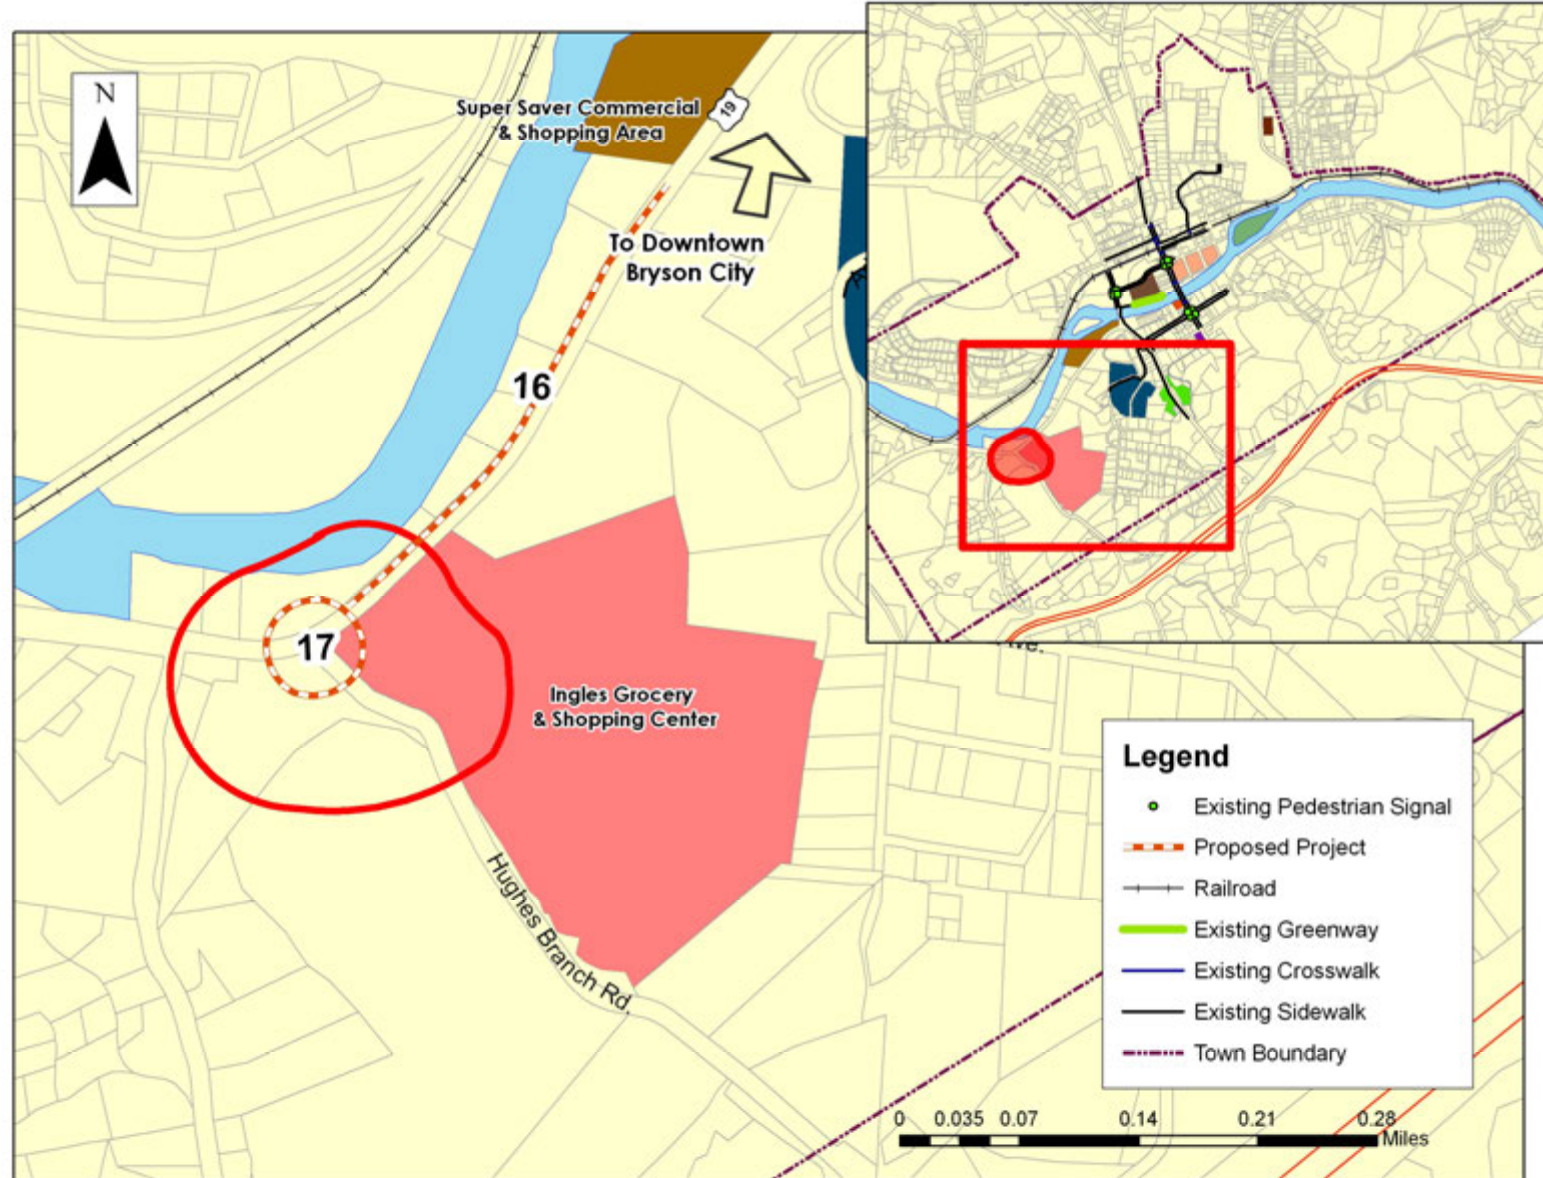 N
Super Saver Commercial
& Shopping Area
19
To Downtown
Bryson City
16
17
Ingles Grocery
& Shopping Center
Hughes Branch Rd.
Ave.
Legend
Existing Pedestrian Signal
Proposed Project
Railroad
Existing Greenway
Existing Crosswalk
Existing Sidewalk
Town Boundary
0 0.035 0.07 0.14 0.21 0.28
Miles